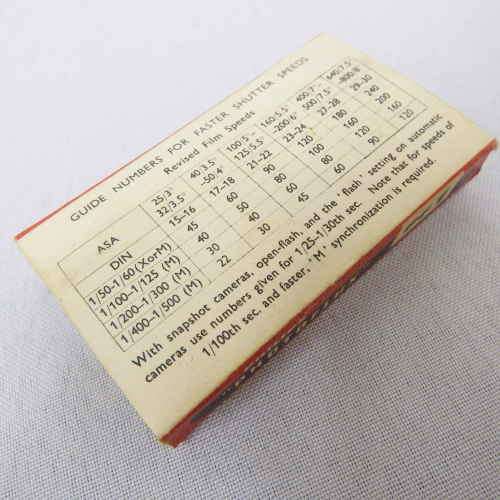 GUIDE NUMBERS FOR FASTER SHUTTER SPEEDS
Revised Film Speeds
ASA 25/3° 40 3.5° 100/5° 160/5.5° 400/7° 640/7.5°
32/3.5° -50/4° 125/5.5° -200/6° 500/7.5° -800/8°
DIN 15–16 17–18 21–22 23–24 27–28 29–30
1/50–1/60 (XorM) 45 60 90 120 180 240
1/100–1/125 (M) 40 50 80 100 160 200
1/200–1/300 (M) 30 40 60 80 120 160
1/400–1/500 (M) 22 30 45 60 90 120
With snapshot cameras, open-flash, and the 'flash' setting on automatic
cameras use numbers given for 1/25–1/30th sec. Note that for speeds of
1/100th sec. and faster, "M" synchronization is required.